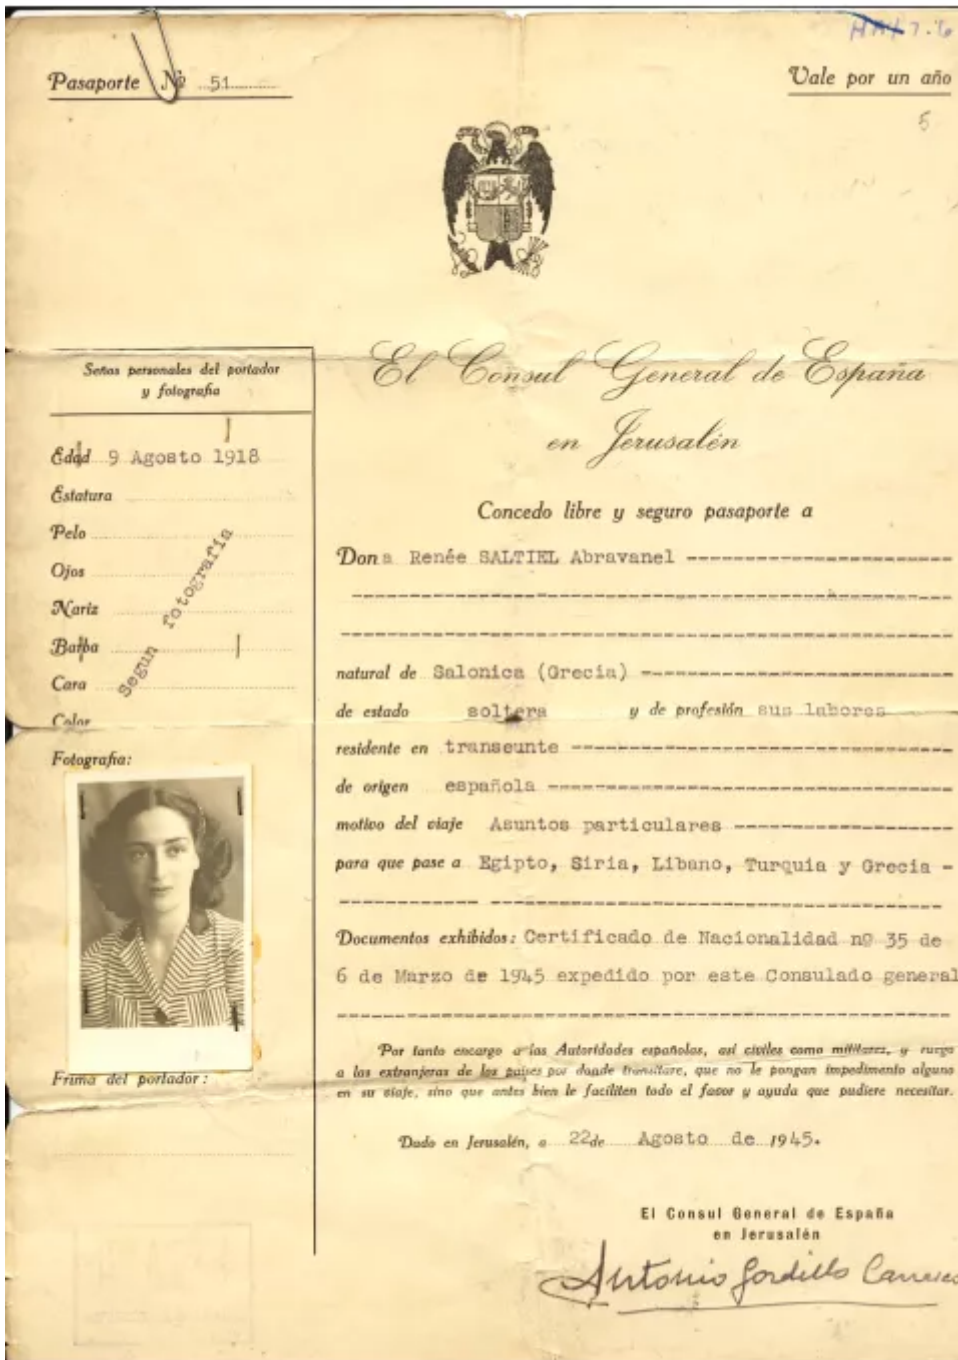 Pasaporte Nº 51
Vale por un año
5
El Consul General de España
en Jerusalén
Señas personales del portador
y fotografia
Edad 9 Agosto 1918
Estatura
Pelo
Ojos
Nariz
Barba
Cara
Color
Segun fotografia
Fotografia:
Frima del portador:
Concedo libre y seguro pasaporte a
Dona Renée SALTIEL Abravanel
natural de Salonica (Grecia)
de estado soltera y de profesión sus labores
residente en transeunte
de origen española
motivo del viaje Asuntos particulares
para que pase a Egipto, Siria, Libano, Turquia y Grecia -
Documentos exhibidos: Certificado de Nacionalidad nº 35 de
6 de Marzo de 1945 expedido por este Consulado general
Por tanto encargo a las Autoridades españolas, asi civiles como militares, y ruego
a las extranjeras de los paises por donde transitare, que no le pongan impedimento alguno
en su viaje, sino que antes bien le faciliten todo el favor y ayuda que pudiere necesitar.
Dado en Jerusalén, a 22 de Agosto de 1945.
El Consul General de España
en Jerusalén
Antonio Gordillo